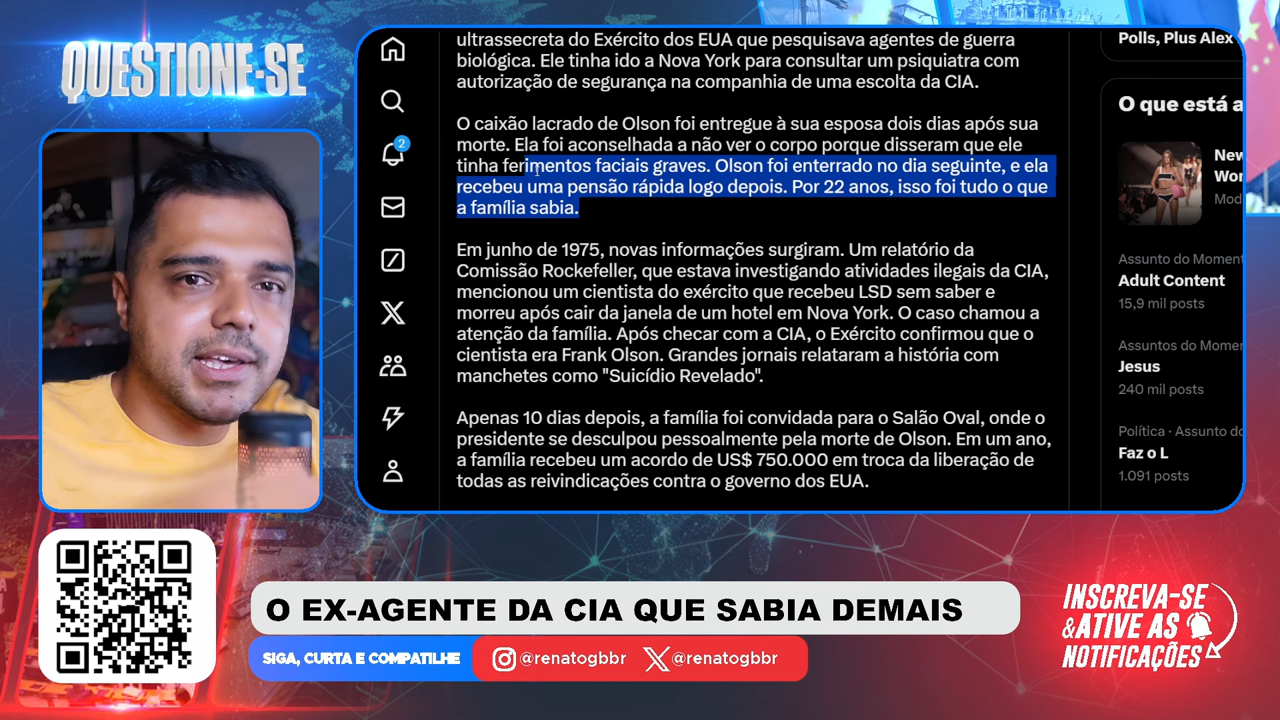 QUESTIONE-SE
ultrassecreta do Exército dos EUA que pesquisava agentes de guerra
biológica. Ele tinha ido a Nova York para consultar um psiquiatra com
autorização de segurança na companhia de uma escolta da CIA.
O caixão lacrado de Olson foi entregue à sua esposa dois dias após sua
morte. Ela foi aconselhada a não ver o corpo porque disseram que ele
tinha ferimentos faciais graves. Olson foi enterrado no dia seguinte, e ela
recebeu uma pensão rápida logo depois. Por 22 anos, isso foi tudo o que
a família sabia.
Em junho de 1975, novas informações surgiram. Um relatório da
Comissão Rockefeller, que estava investigando atividades ilegais da CIA,
mencionou um cientista do exército que recebeu LSD sem saber e
morreu após cair da janela de um hotel em Nova York. O caso chamou a
atenção da família. Após checar com a CIA, o Exército confirmou que o
cientista era Frank Olson. Grandes jornais relataram a história com
manchetes como "Suicídio Revelado".
Apenas 10 dias depois, a família foi convidada para o Salão Oval, onde o
presidente se desculpou pessoalmente pela morte de Olson. Em um ano,
a família recebeu um acordo de US$ 750.000 em troca da liberação de
todas as reivindicações contra o governo dos EUA.
2
Polls, Plus Alex
O que está a
New
Wor
Mod
Assunto do Moment
Adult Content
15,9 mil posts
Assuntos do Momer
Jesus
240 mil posts
Política · Assunto do
Faz o L
1.091 posts
O EX-AGENTE DA CIA QUE SABIA DEMAIS
SIGA, CURTA E COMPATILHE
@renatogbbr
@renatogbbr
INSCREVA-SE
&ATIVE AS
NOTIFICAÇÕES